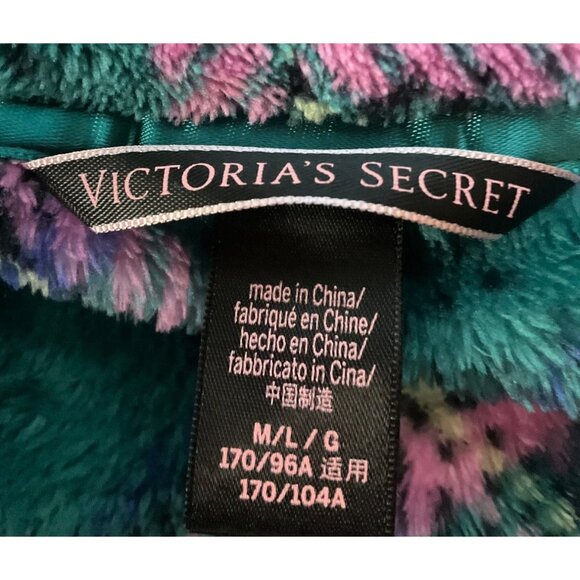 VICTORIA'S SECRET
made in China/
fabriqué en Chine/
hecho en China/
fabbricato in Cina/
中国制造
M/L / G
170/96A 适用
170/104A